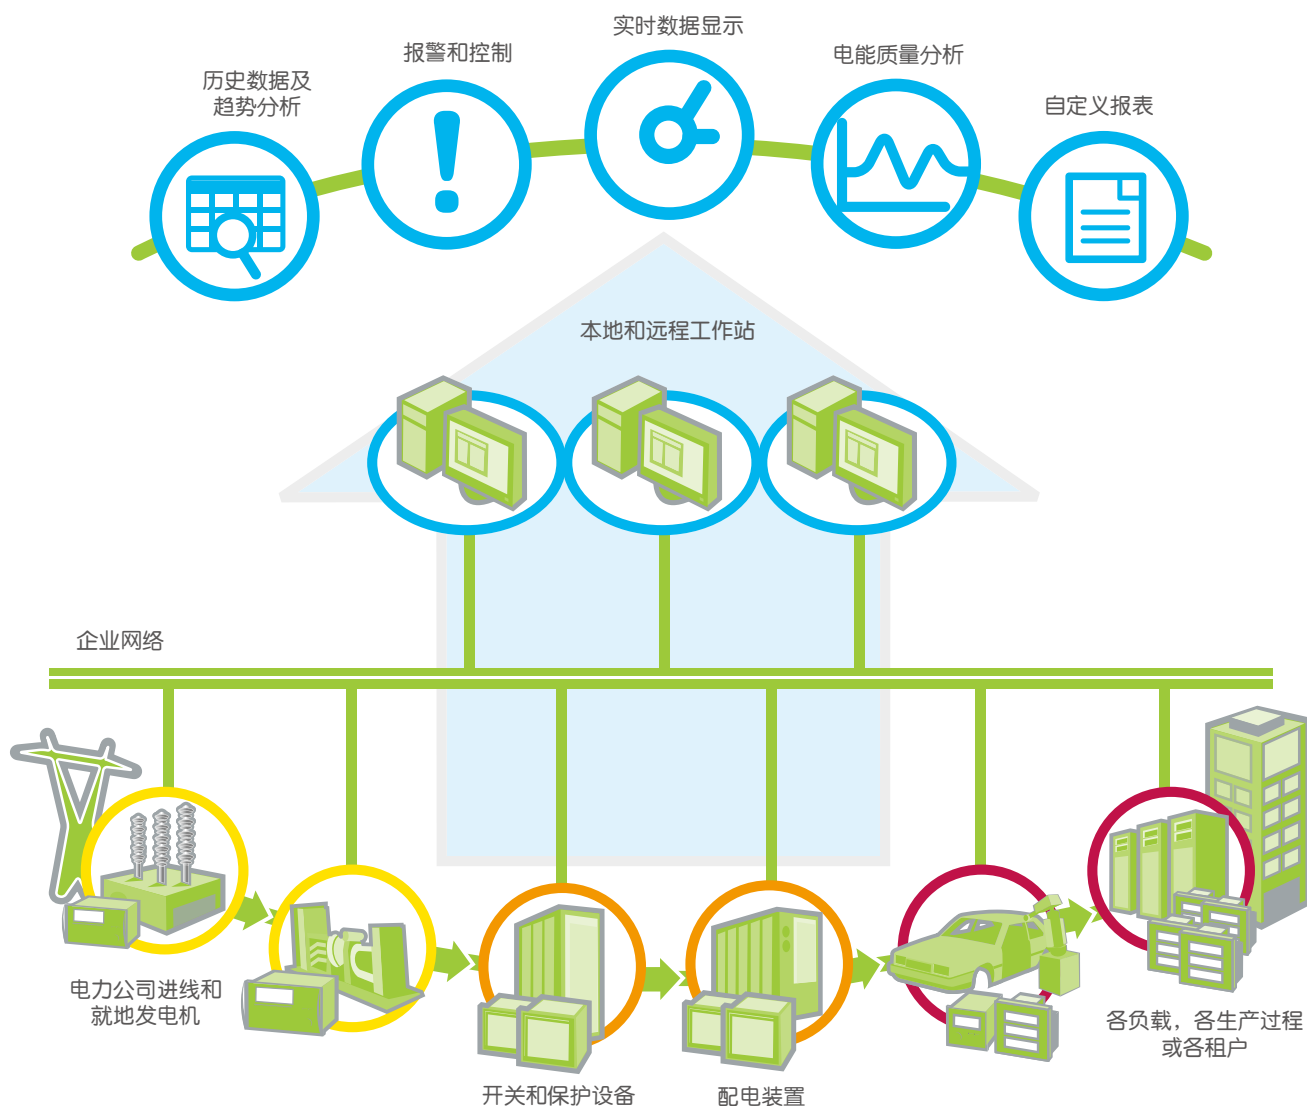 实时数据显示
报警和控制
电能质量分析
历史数据及
趋势分析
自定义报表
本地和远程工作站
企业网络
电力公司进线和
就地发电机
开关和保护设备
配电装置
各负载，各生产过程
或各租户